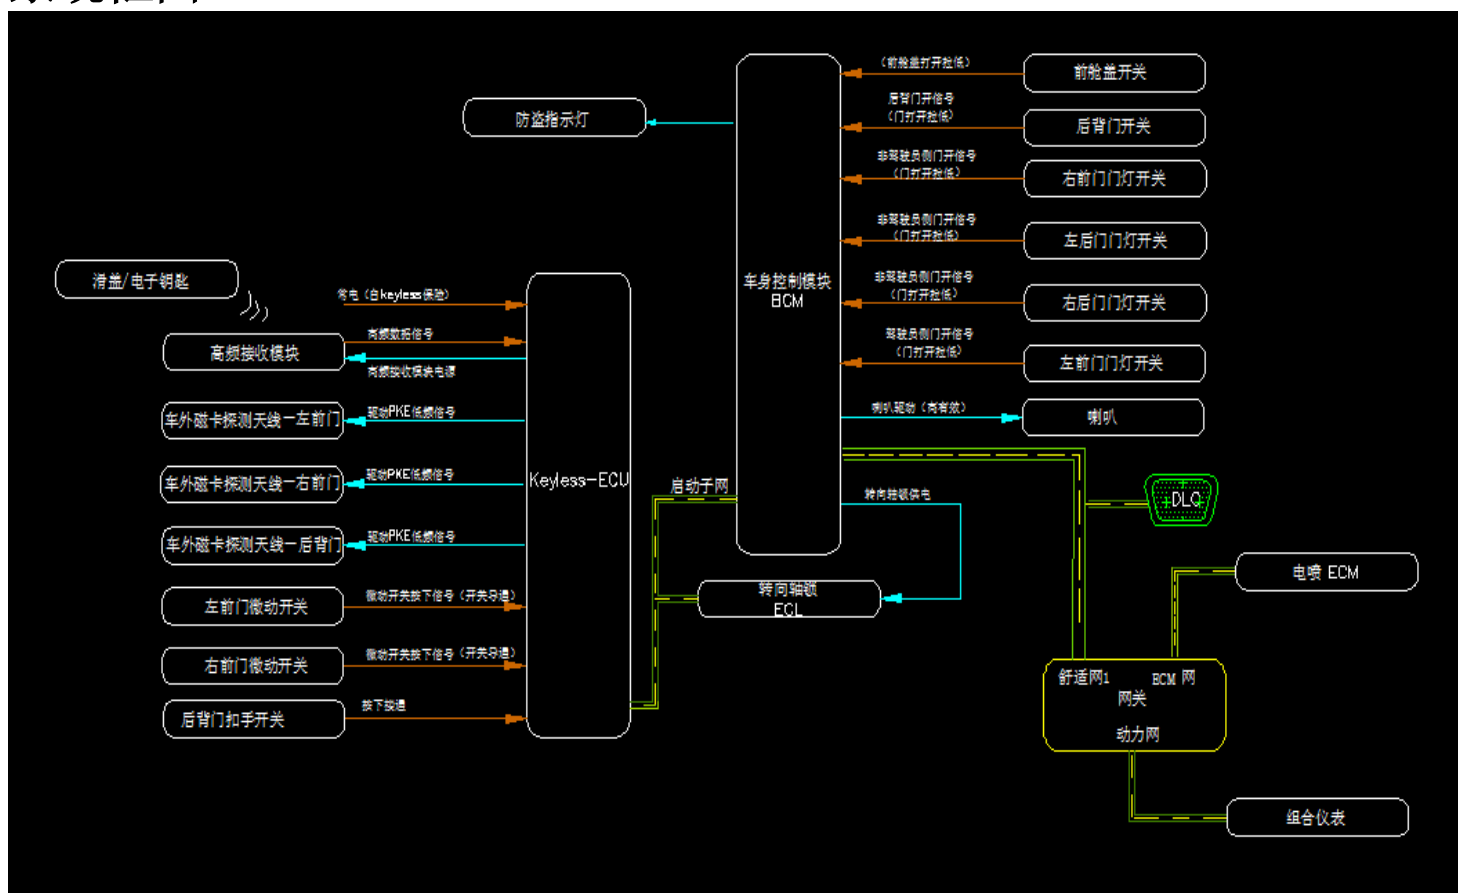 （前舱盖打开拉低）
前舱盖开关
后背门开信号
（门打开拉低）
后背门开关
防盗指示灯
非驾驶员侧门开信号
（门打开拉低）
右前门门灯开关
非驾驶员侧门开信号
（门打开拉低）
左后门门灯开关
非驾驶员侧门开信号
（门打开拉低）
右后门门灯开关
驾驶员侧门开信号
（门打开拉低）
左前门门灯开关
车身控制模块
BCM
喇叭驱动（高有效）
喇叭
滑盖/电子钥匙
常电（自keyless保险）
高频数据信号
高频接收模块
高频接收模块电源
车外磁卡探测天线—左前门
驱动PKE低频信号
车外磁卡探测天线—右前门
驱动PKE低频信号
Keyless—ECU
启动子网
转向轴锁供电
DLC
车外磁卡探测天线—后背门
驱动PKE低频信号
左前门微动开关
微动开关按下信号（开关导通）
转向轴锁
ECL
电喷 ECM
右前门微动开关
微动开关按下信号（开关导通）
舒适网1
ECM 网
网关
动力网
后背门扣手开关
按下接通
组合仪表